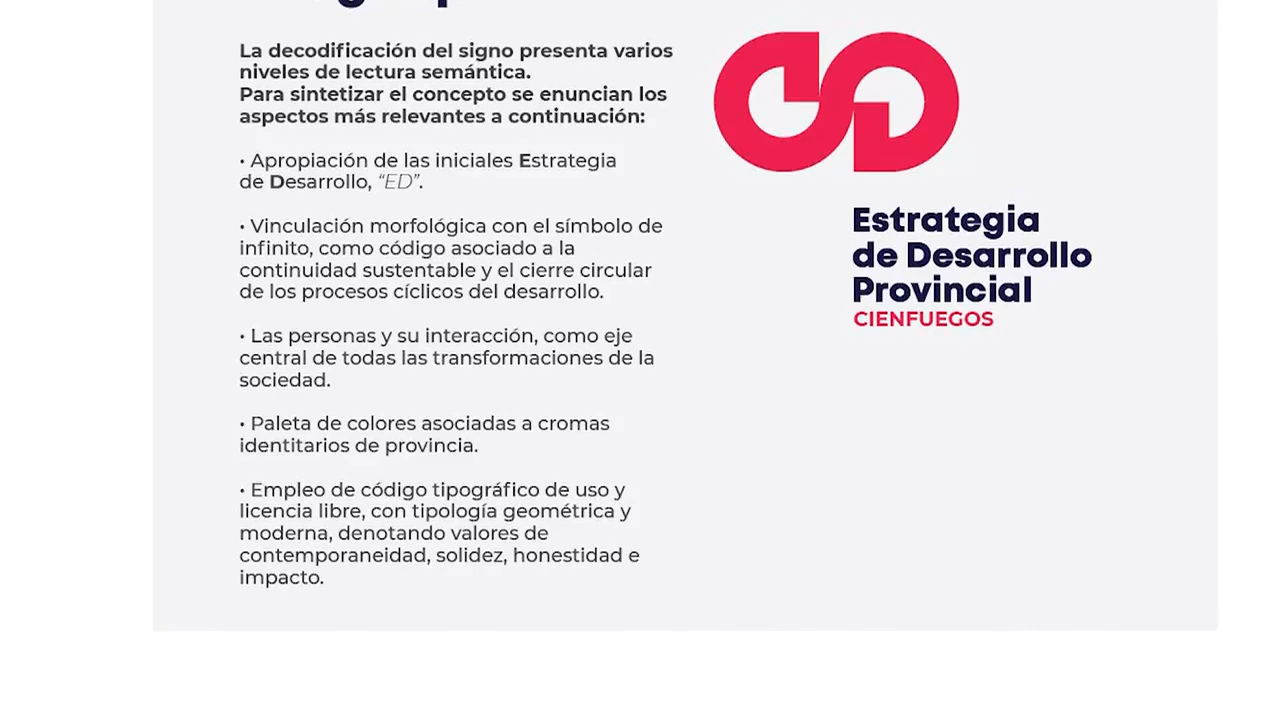 La decodificación del signo presenta varios
niveles de lectura semántica.
Para sintetizar el concepto se enuncian los
aspectos más relevantes a continuación:
• Apropiación de las iniciales Estrategia
de Desarrollo, “ED”.
• Vinculación morfológica con el símbolo de
infinito, como código asociado a la
continuidad sustentable y el cierre circular
de los procesos cíclicos del desarrollo.
• Las personas y su interacción, como eje
central de todas las transformaciones de la
sociedad.
• Paleta de colores asociadas a cromas
identitarios de provincia.
• Empleo de código tipográfico de uso y
licencia libre, con tipología geométrica y
moderna, denotando valores de
contemporaneidad, solidez, honestidad e
impacto.
Estrategia
de Desarrollo
Provincial
CIENFUEGOS